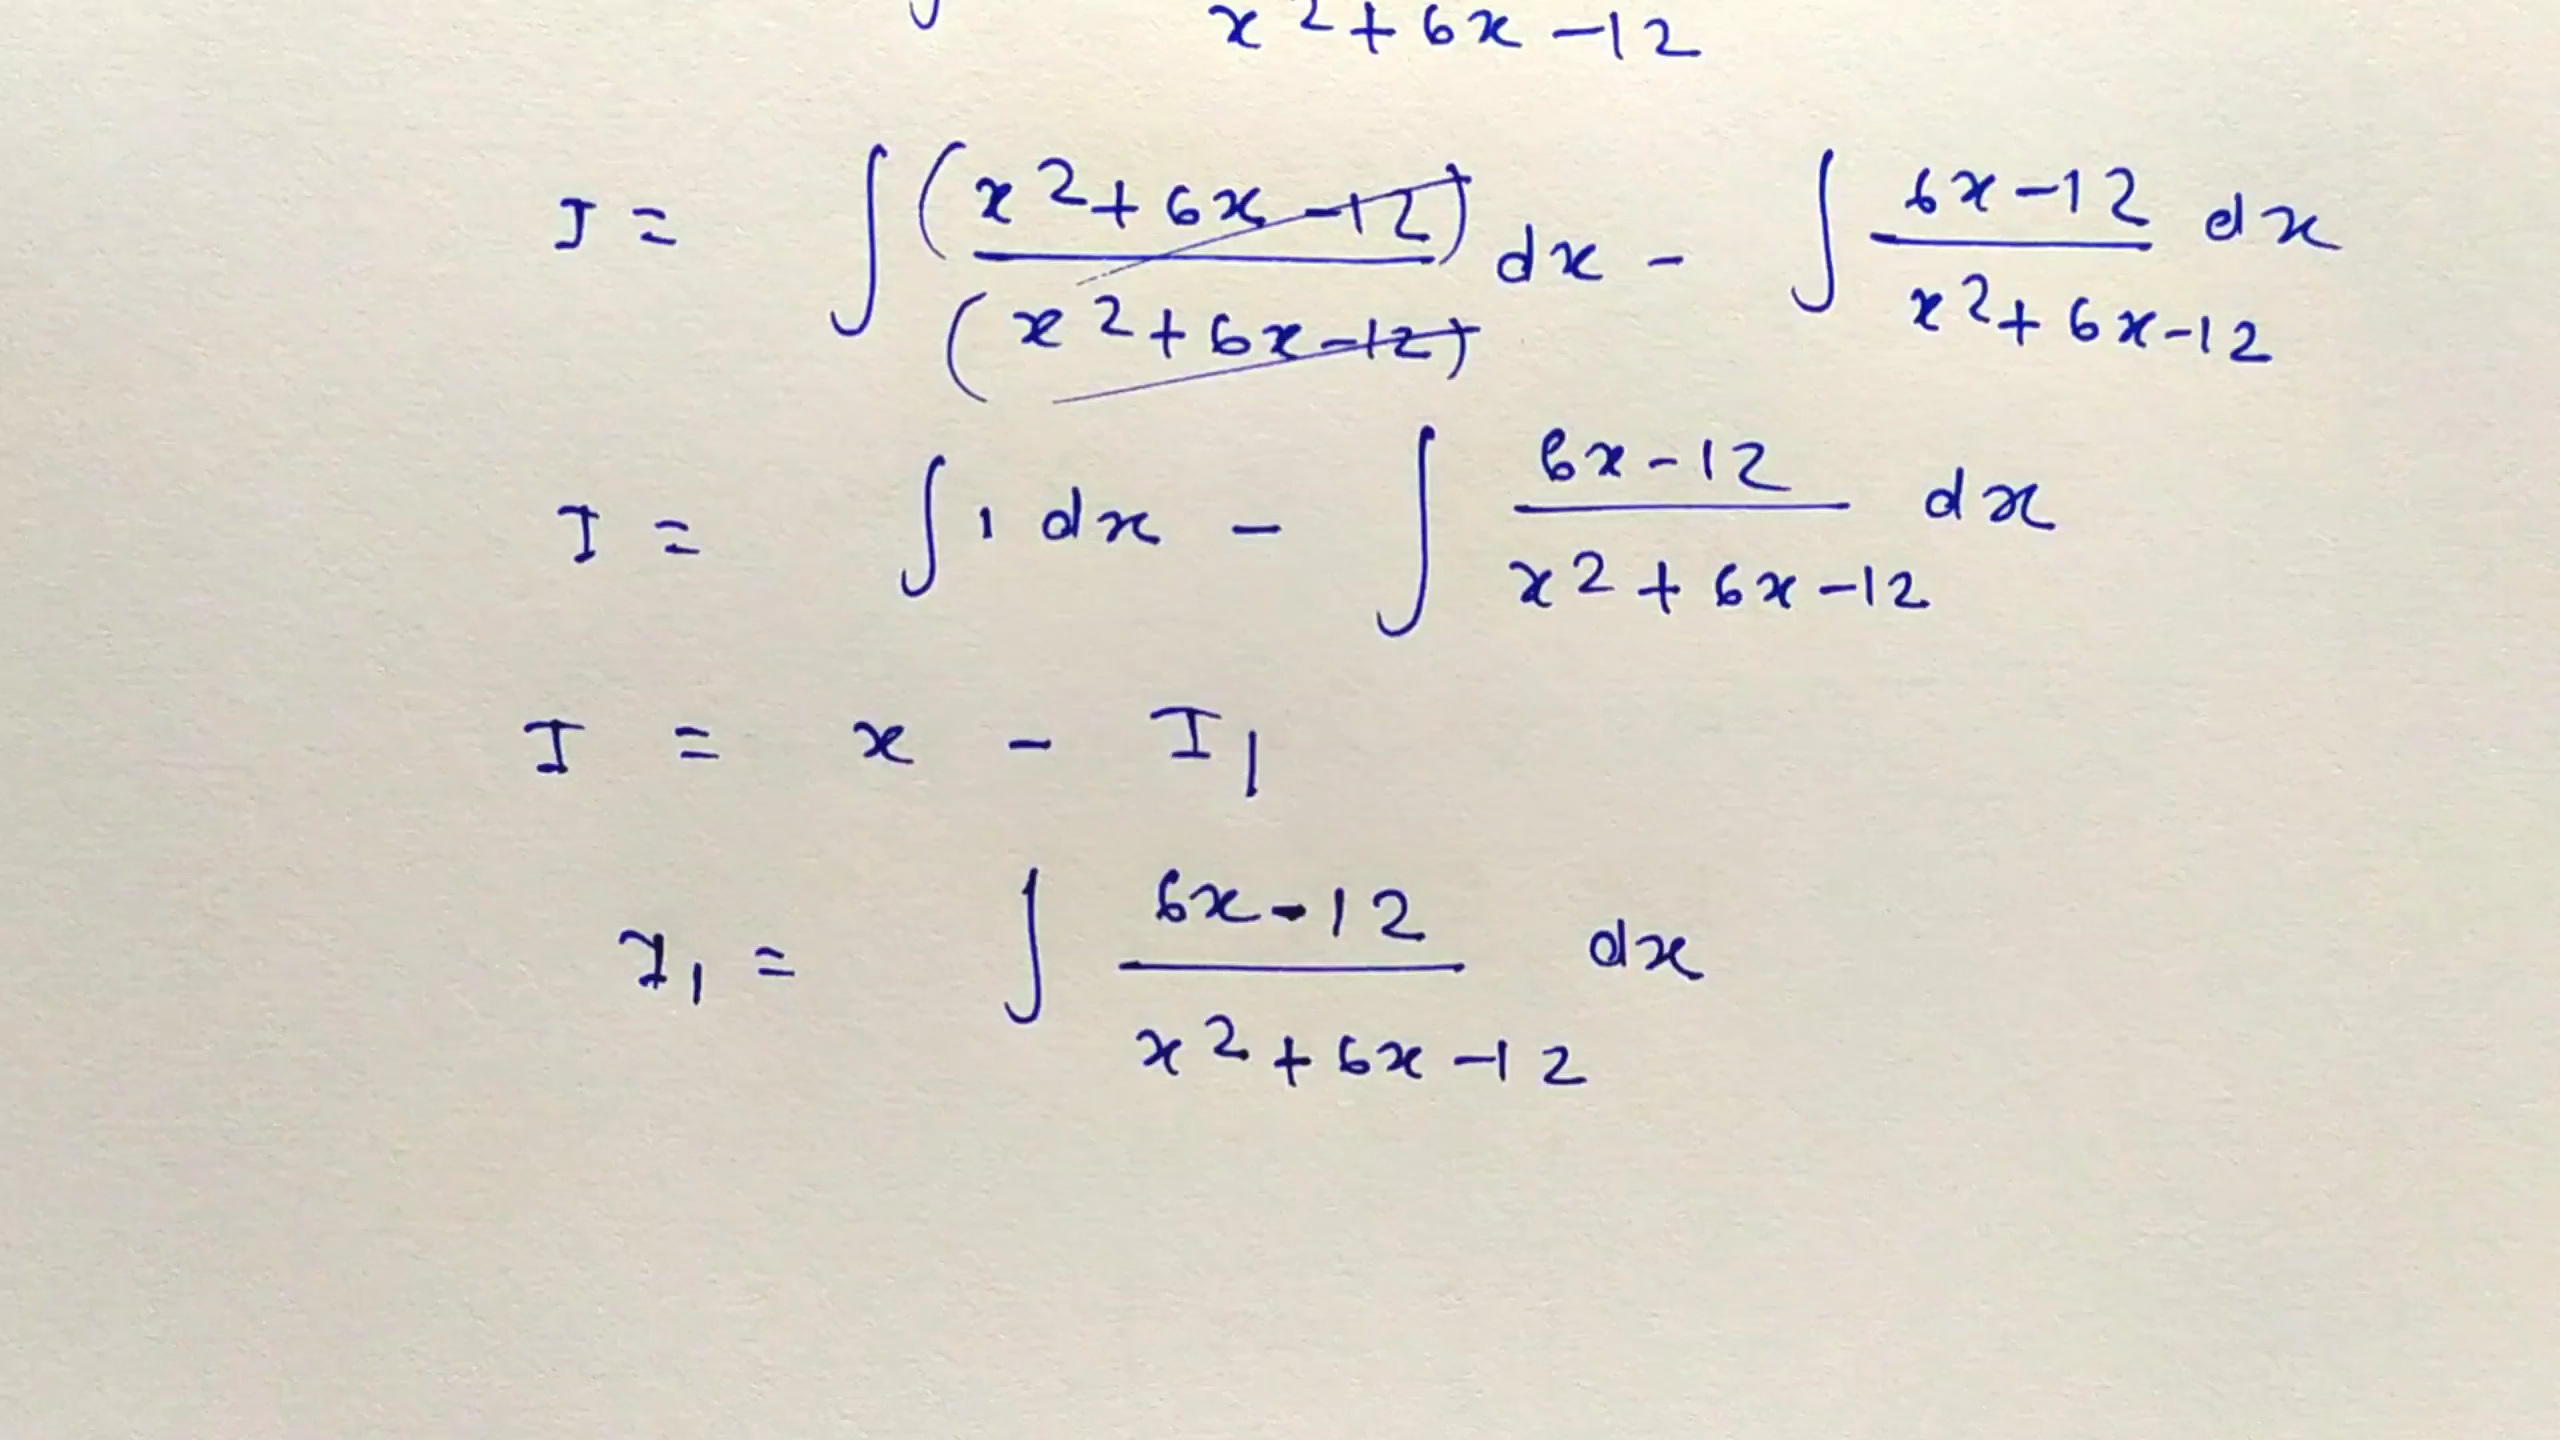 ∫ x² + 6x - 12
I = ∫ (x² + 6x - 12) / (x² + 6x - 12) dx - ∫ (6x - 12) / (x² + 6x - 12) dx
I = ∫ 1 dx - ∫ (6x - 12) / (x² + 6x - 12) dx
I = x - I₁
I₁ = ∫ (6x - 12) / (x² + 6x - 12) dx